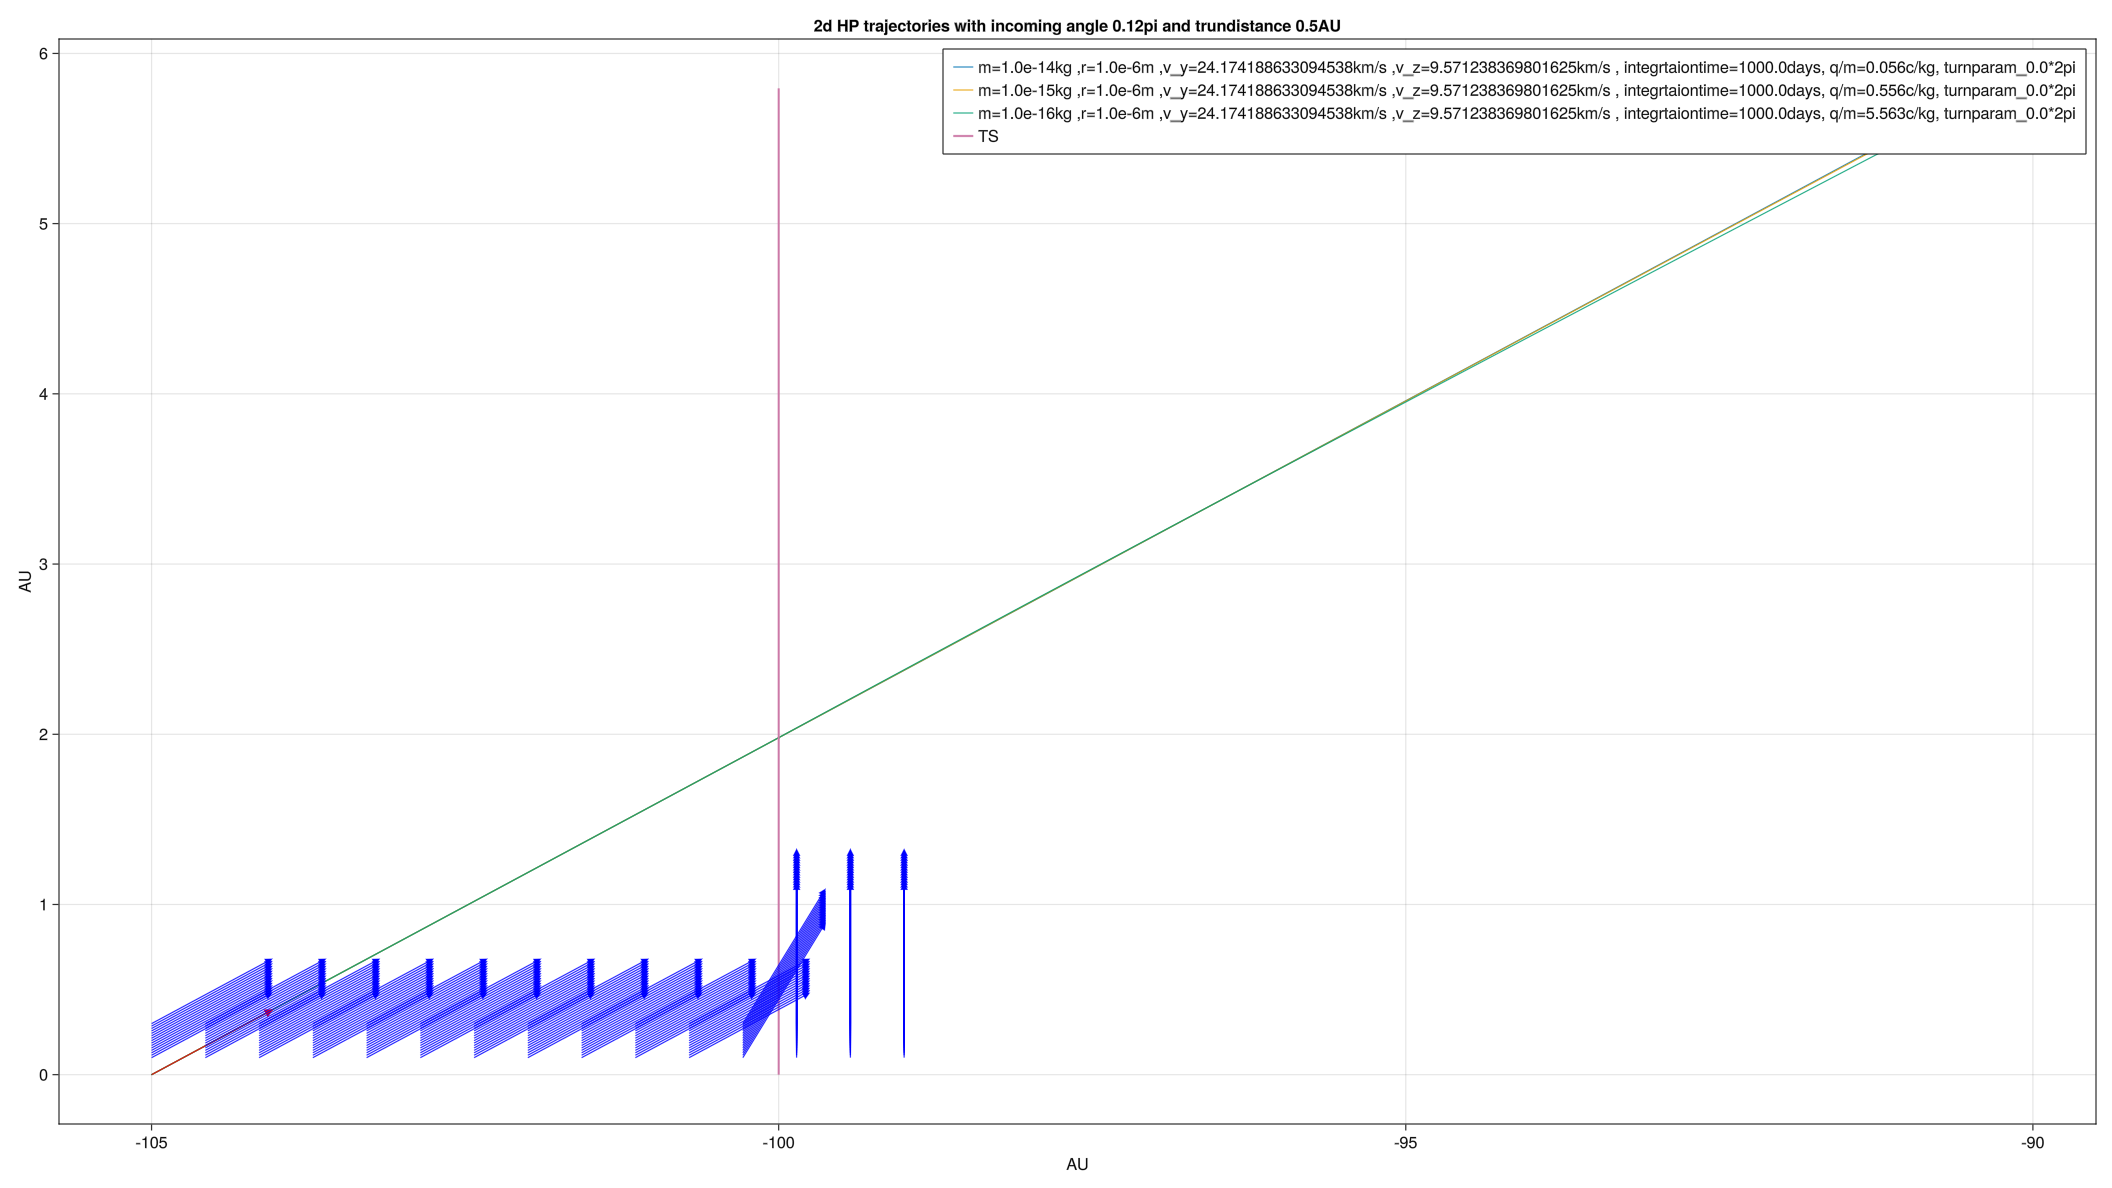 2d HP trajectories with incoming angle 0.12pi and trundistance 0.5AU
m=1.0e-14kg ,r=1.0e-6m ,v_y=24.174188633094538km/s ,v_z=9.571238369801625km/s , integrtaiontime=1000.0days, q/m=0.056c/kg, turnparam_0.0*2pi
m=1.0e-15kg ,r=1.0e-6m ,v_y=24.174188633094538km/s ,v_z=9.571238369801625km/s , integrtaiontime=1000.0days, q/m=0.556c/kg, turnparam_0.0*2pi
m=1.0e-16kg ,r=1.0e-6m ,v_y=24.174188633094538km/s ,v_z=9.571238369801625km/s , integrtaiontime=1000.0days, q/m=5.563c/kg, turnparam_0.0*2pi
TS
6
5
4
3
2
1
0
AU
-105
-100
-95
-90
AU